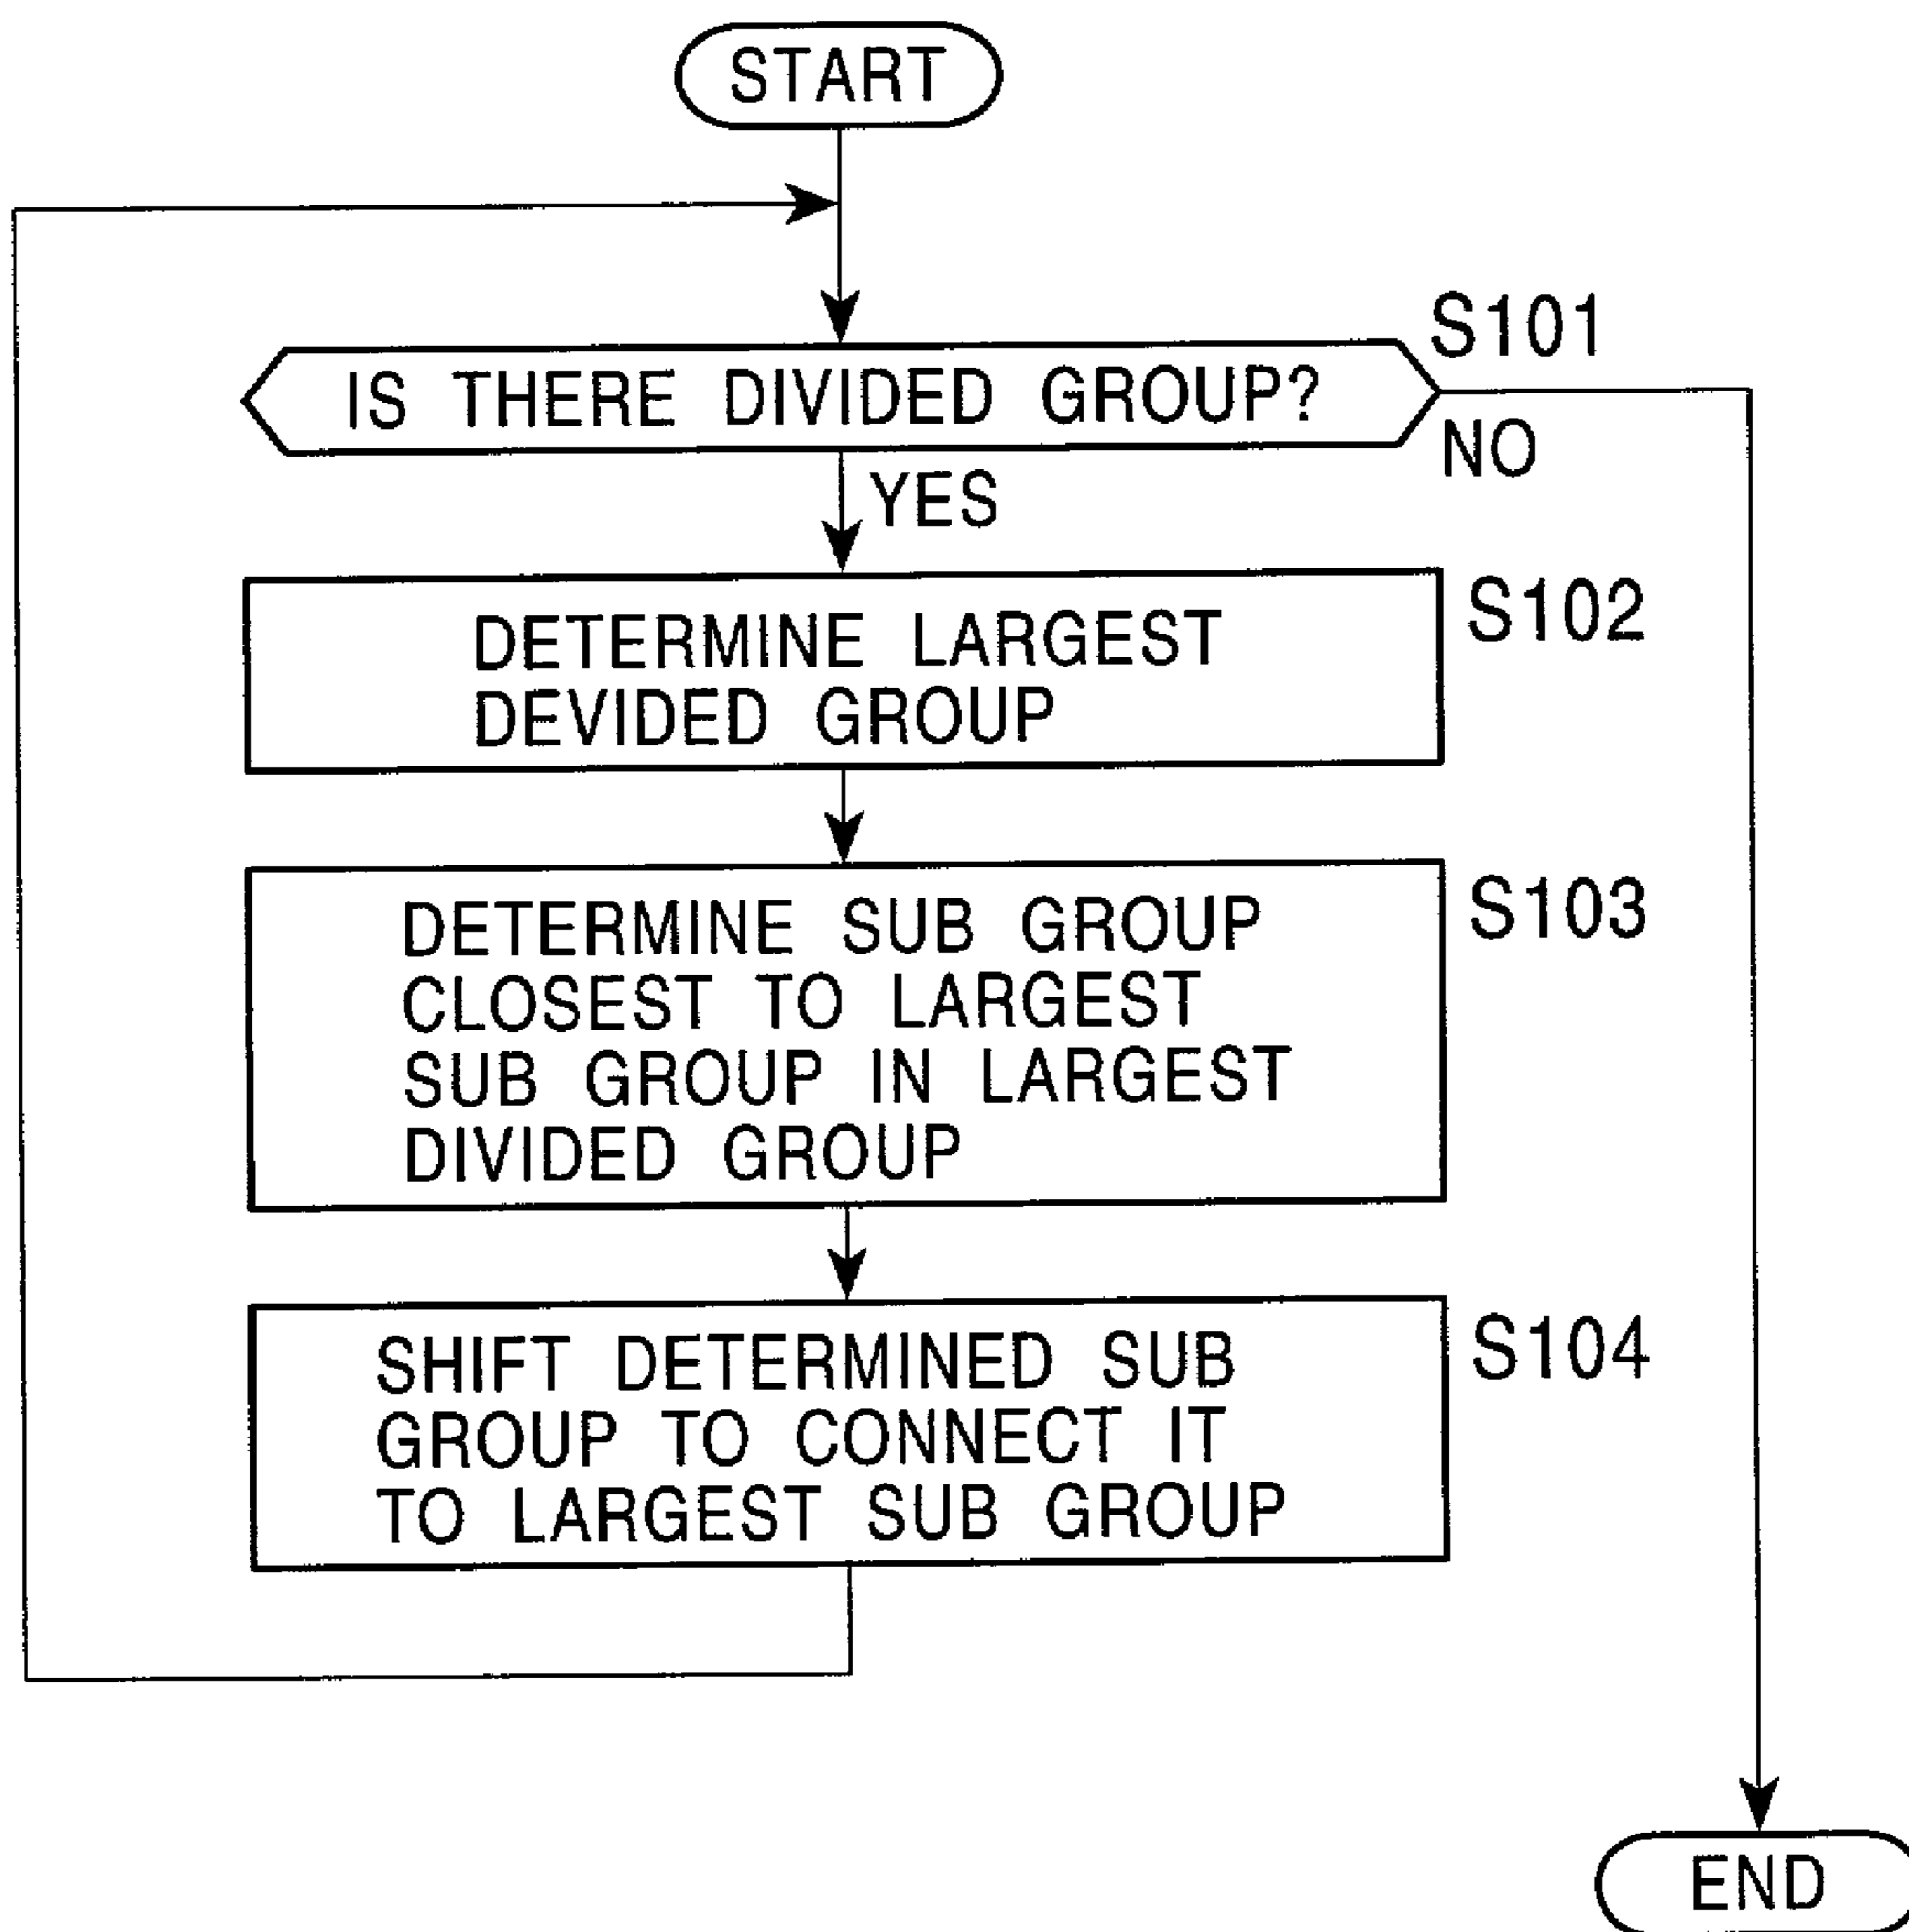 START
S101
IS THERE DIVIDED GROUP?
NO
YES
S102
DETERMINE LARGEST
DEVIDED GROUP
S103
DETERMINE SUB GROUP
CLOSEST TO LARGEST
SUB GROUP IN LARGEST
DIVIDED GROUP
S104
SHIFT DETERMINED SUB
GROUP TO CONNECT IT
TO LARGEST SUB GROUP
END